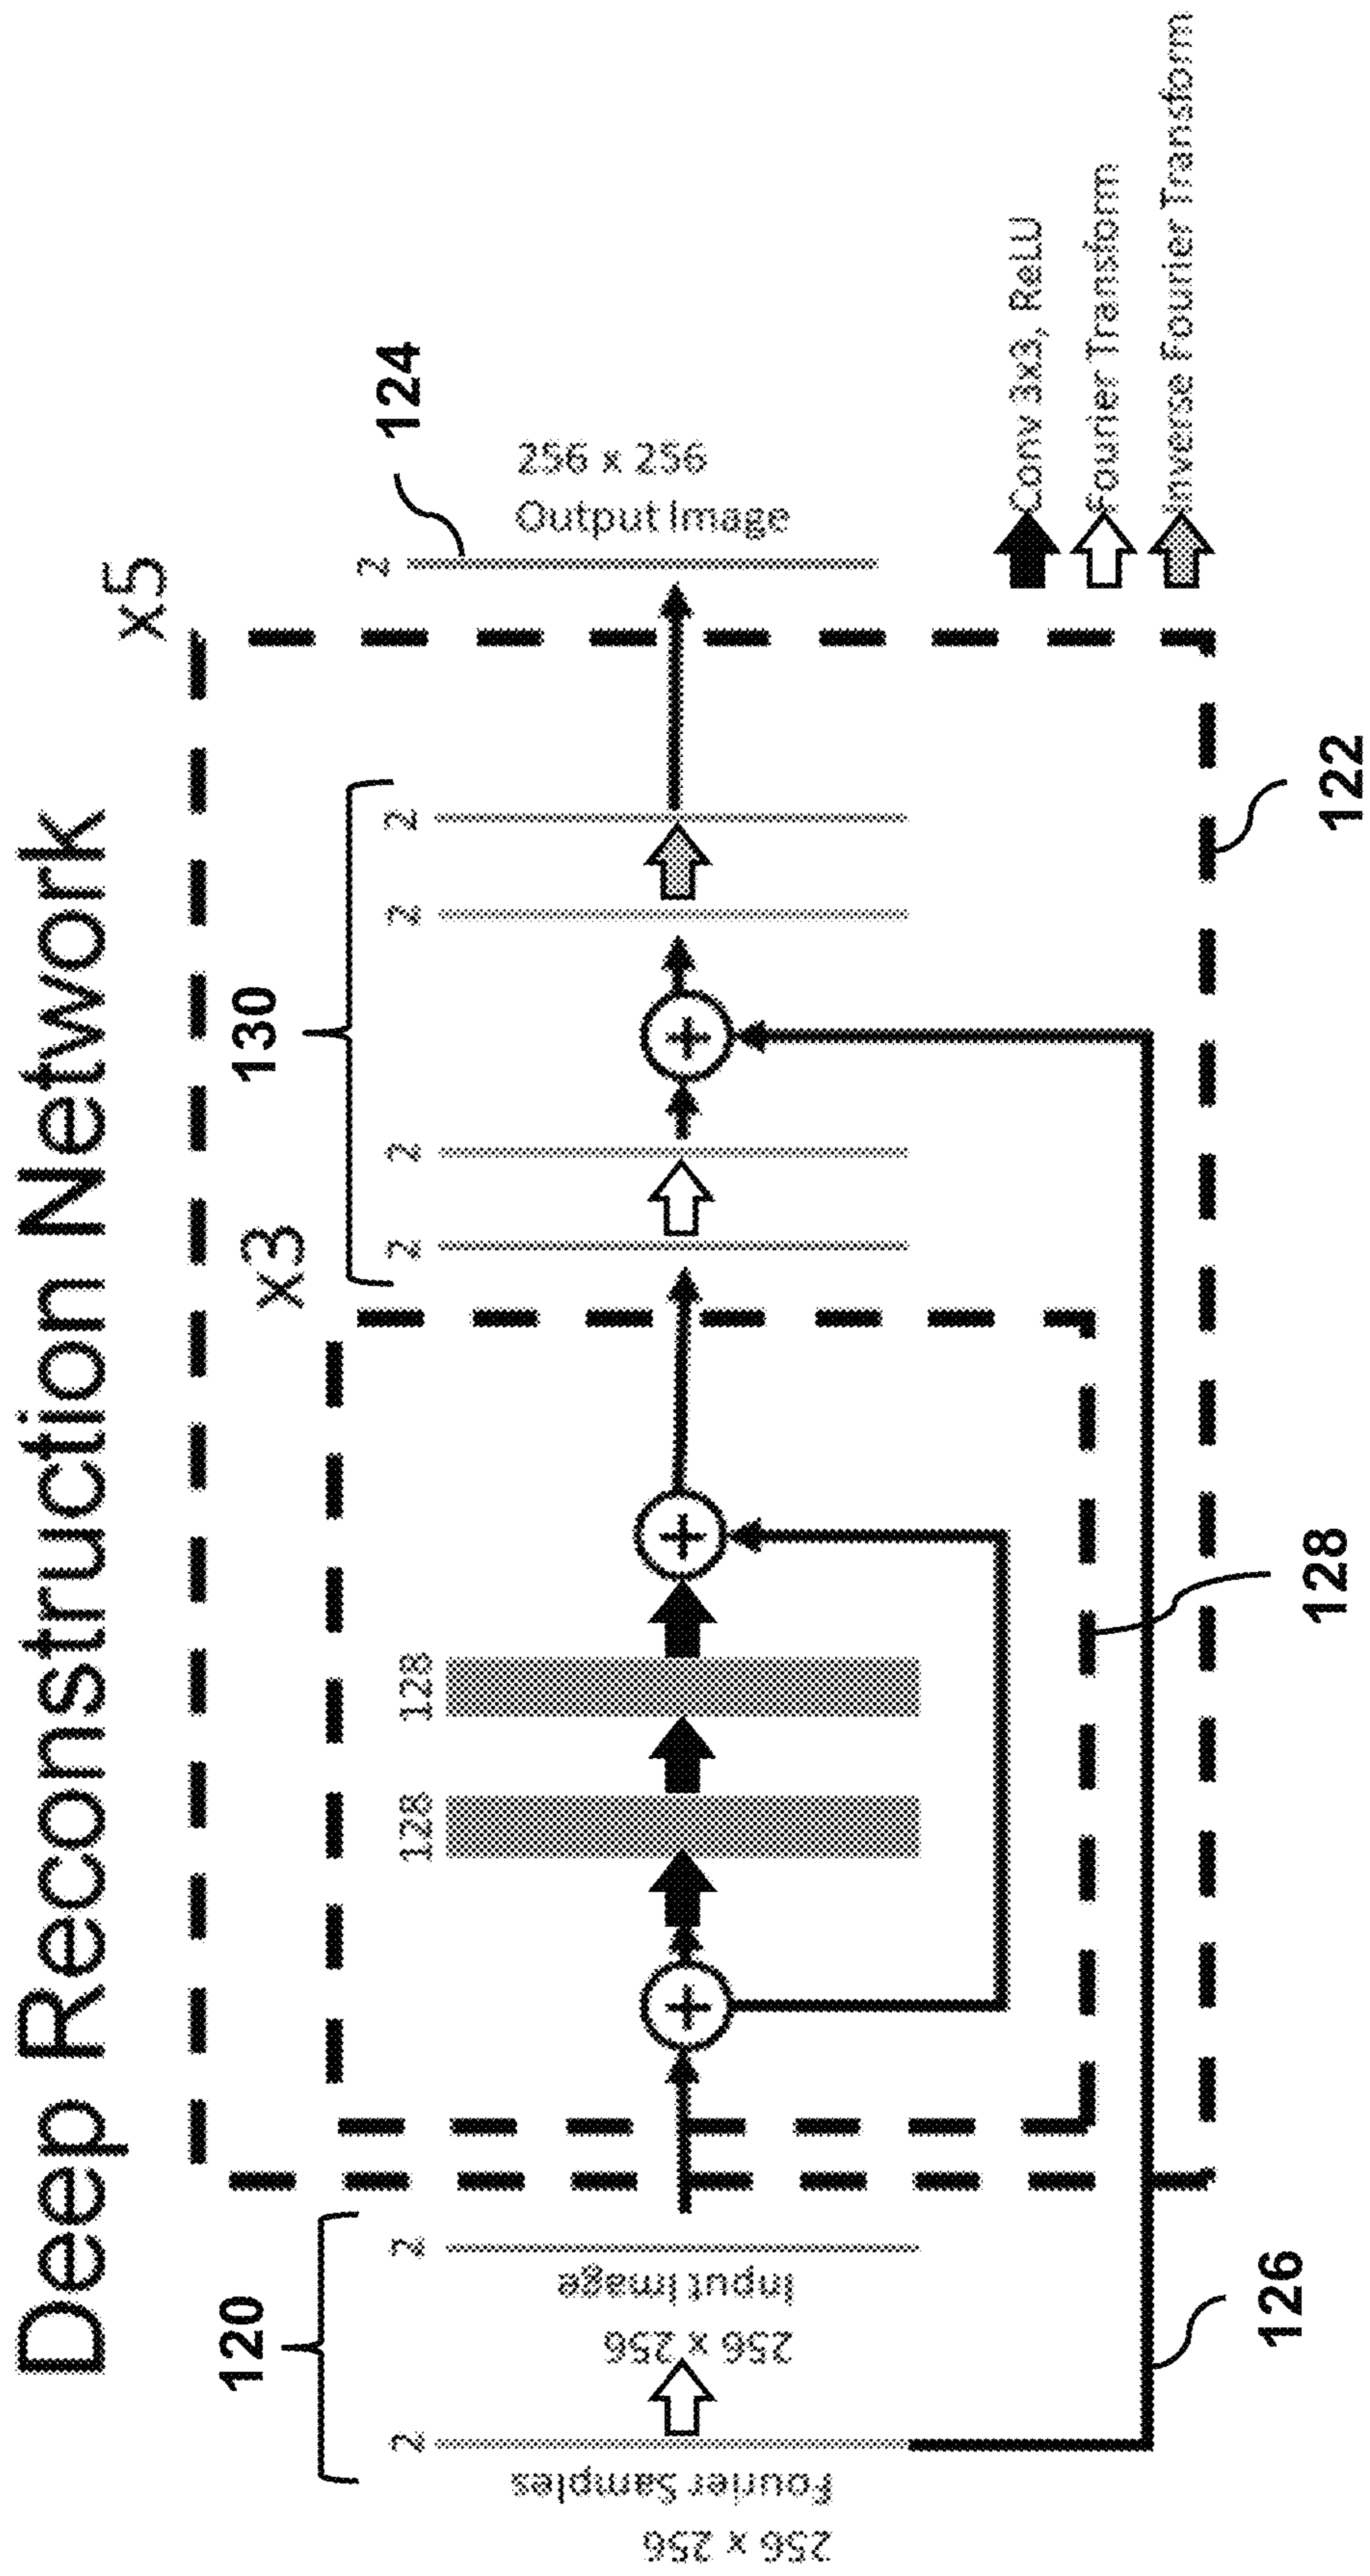 Deep Reconstruction Network
x5
130
x3
120
2
2
128
128
2
2
2
2
2
124
256 x 256
Fourier Samples
256 x 256
Input Image
256 x 256
Output Image
Conv 3x3, ReLU
Fourier Transform
Inverse Fourier Transform
126
128
122